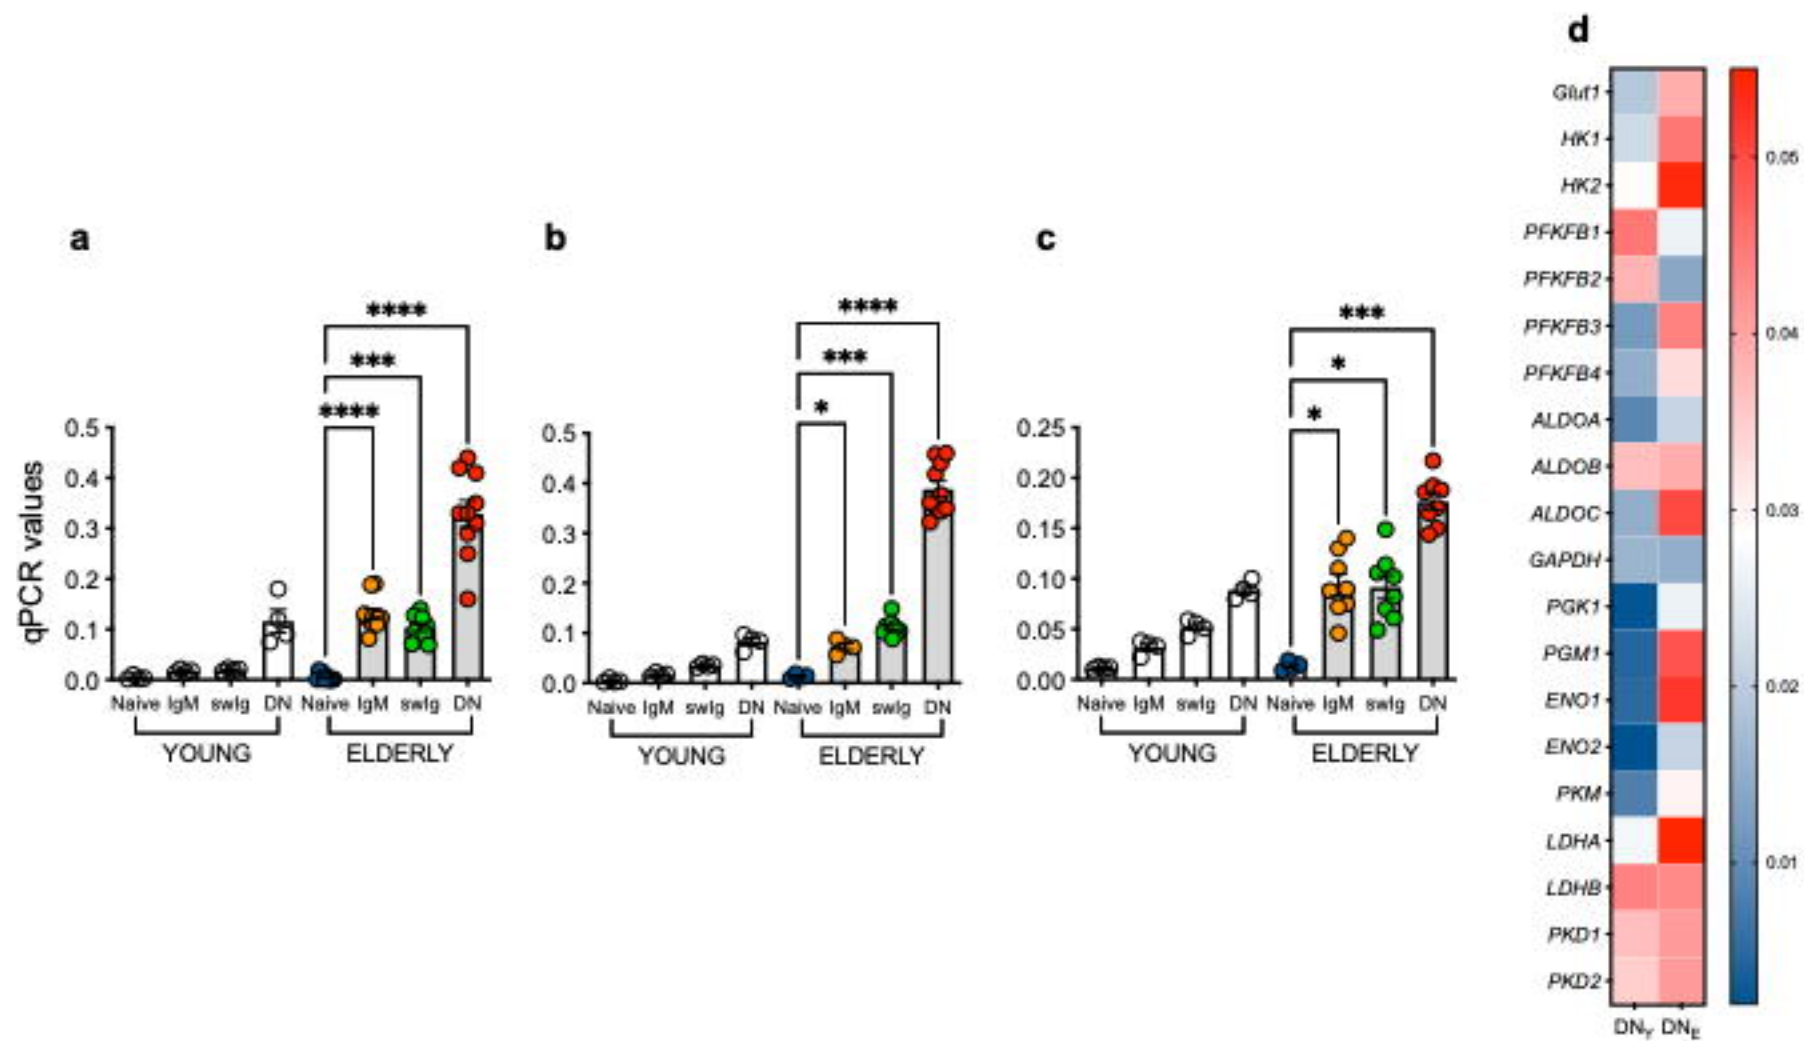 a
qPCR values
0.5
0.4
0.3
0.2
0.1
0.0
****
***
****
Naive IgM swIg DN Naive IgM swIg DN
YOUNG ELDERLY
b
0.5
0.4
0.3
0.2
0.1
0.0
****
***
*
Naive IgM swIg DN Naive IgM swIg DN
YOUNG ELDERLY
c
0.25
0.20
0.15
0.10
0.05
0.00
***
*
*
Naive IgM swIg DN Naive IgM swIg DN
YOUNG ELDERLY
d
Glut1
HK1
HK2
PFKFB1
PFKFB2
PFKFB3
PFKFB4
ALDOA
ALDOB
ALDOC
GAPDH
PGK1
PGM1
ENO1
ENO2
PKM
LDHA
LDHB
PKD1
PKD2
DNY DNE
0.05
0.04
0.03
0.02
0.01